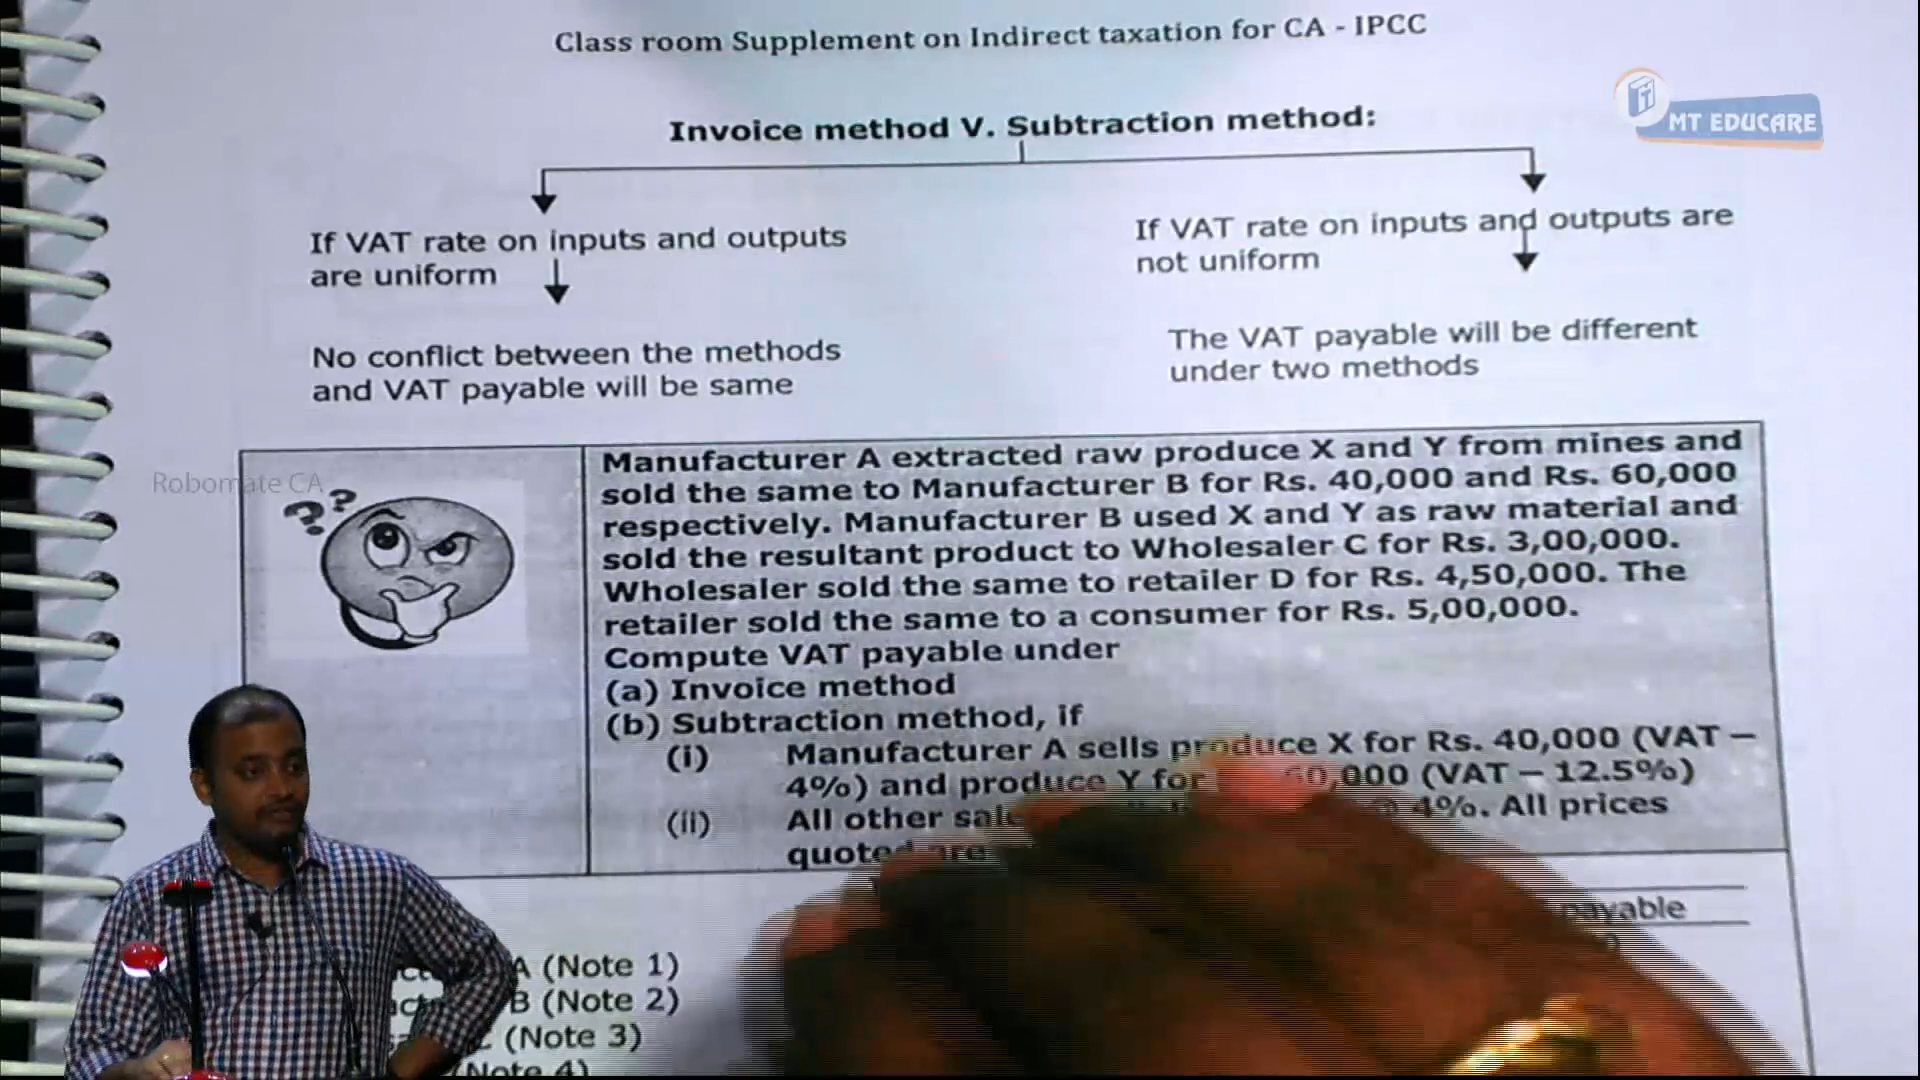 Class room Supplement on Indirect taxation for CA - IPCC
MT EDUCARE
Invoice method V. Subtraction method:
If VAT rate on inputs and outputs
are uniform
If VAT rate on inputs and outputs are
not uniform
No conflict between the methods
and VAT payable will be same
The VAT payable will be different
under two methods
Robomate CA
? ?
Manufacturer A extracted raw produce X and Y from mines and
sold the same to Manufacturer B for Rs. 40,000 and Rs. 60,000
respectively. Manufacturer B used X and Y as raw material and
sold the resultant product to Wholesaler C for Rs. 3,00,000.
Wholesaler sold the same to retailer D for Rs. 4,50,000. The
retailer sold the same to a consumer for Rs. 5,00,000.
Compute VAT payable under
(a) Invoice method
(b) Subtraction method, if
(i) Manufacturer A sells produce X for Rs. 40,000 (VAT –
4%) and produce Y for 60,000 (VAT – 12.5%)
(ii) All other 4%. All prices
quoted are
payable
A (Note 1)
B (Note 2)
C (Note 3)
(Note 4)